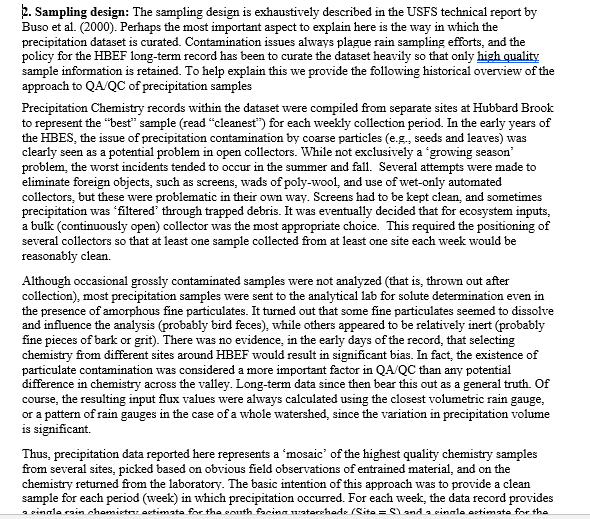 2. Sampling design: The sampling design is exhaustively described in the USFS technical report by
Buso et al. (2000). Perhaps the most important aspect to explain here is the way in which the
precipitation dataset is curated. Contamination issues always plague rain sampling efforts, and the
policy for the HBEF long-term record has been to curate the dataset heavily so that only high quality
sample information is retained. To help explain this we provide the following historical overview of the
approach to QA/QC of precipitation samples
Precipitation Chemistry records within the dataset were compiled from separate sites at Hubbard Brook
to represent the “best” sample (read “cleanest”) for each weekly collection period. In the early years of
the HBES, the issue of precipitation contamination by coarse particles (e.g., seeds and leaves) was
clearly seen as a potential problem in open collectors. While not exclusively a ‘growing season’
problem, the worst incidents tended to occur in the summer and fall.  Several attempts were made to
eliminate foreign objects, such as screens, wads of poly-wool, and use of wet-only automated
collectors, but these were problematic in their own way. Screens had to be kept clean, and sometimes
precipitation was ‘filtered’ through trapped debris. It was eventually decided that for ecosystem inputs,
a bulk (continuously open) collector was the most appropriate choice.  This required the positioning of
several collectors so that at least one sample collected from at least one site each week would be
reasonably clean.
Although occasional grossly contaminated samples were not analyzed (that is, thrown out after
collection), most precipitation samples were sent to the analytical lab for solute determination even in
the presence of amorphous fine particulates. It turned out that some fine particulates seemed to dissolve
and influence the analysis (probably bird feces), while others appeared to be relatively inert (probably
fine pieces of bark or grit). There was no evidence, in the early days of the record, that selecting
chemistry from different sites around HBEF would result in significant bias. In fact, the existence of
particulate contamination was considered a more important factor in QA/QC than any potential
difference in chemistry across the valley. Long-term data since then bear this out as a general truth. Of
course, the resulting input flux values were always calculated using the closest volumetric rain gauge,
or a pattern of rain gauges in the case of a whole watershed, since the variation in precipitation volume
is significant.
Thus, precipitation data reported here represents a ‘mosaic’ of the highest quality chemistry samples
from several sites, picked based on obvious field observations of entrained material, and on the
chemistry returned from the laboratory. The basic intention of this approach was to provide a clean
sample for each period (week) in which precipitation occurred. For each week, the data record provides
a single rain chemistry estimate for the south facing watersheds (Site = S) and a single estimate for the